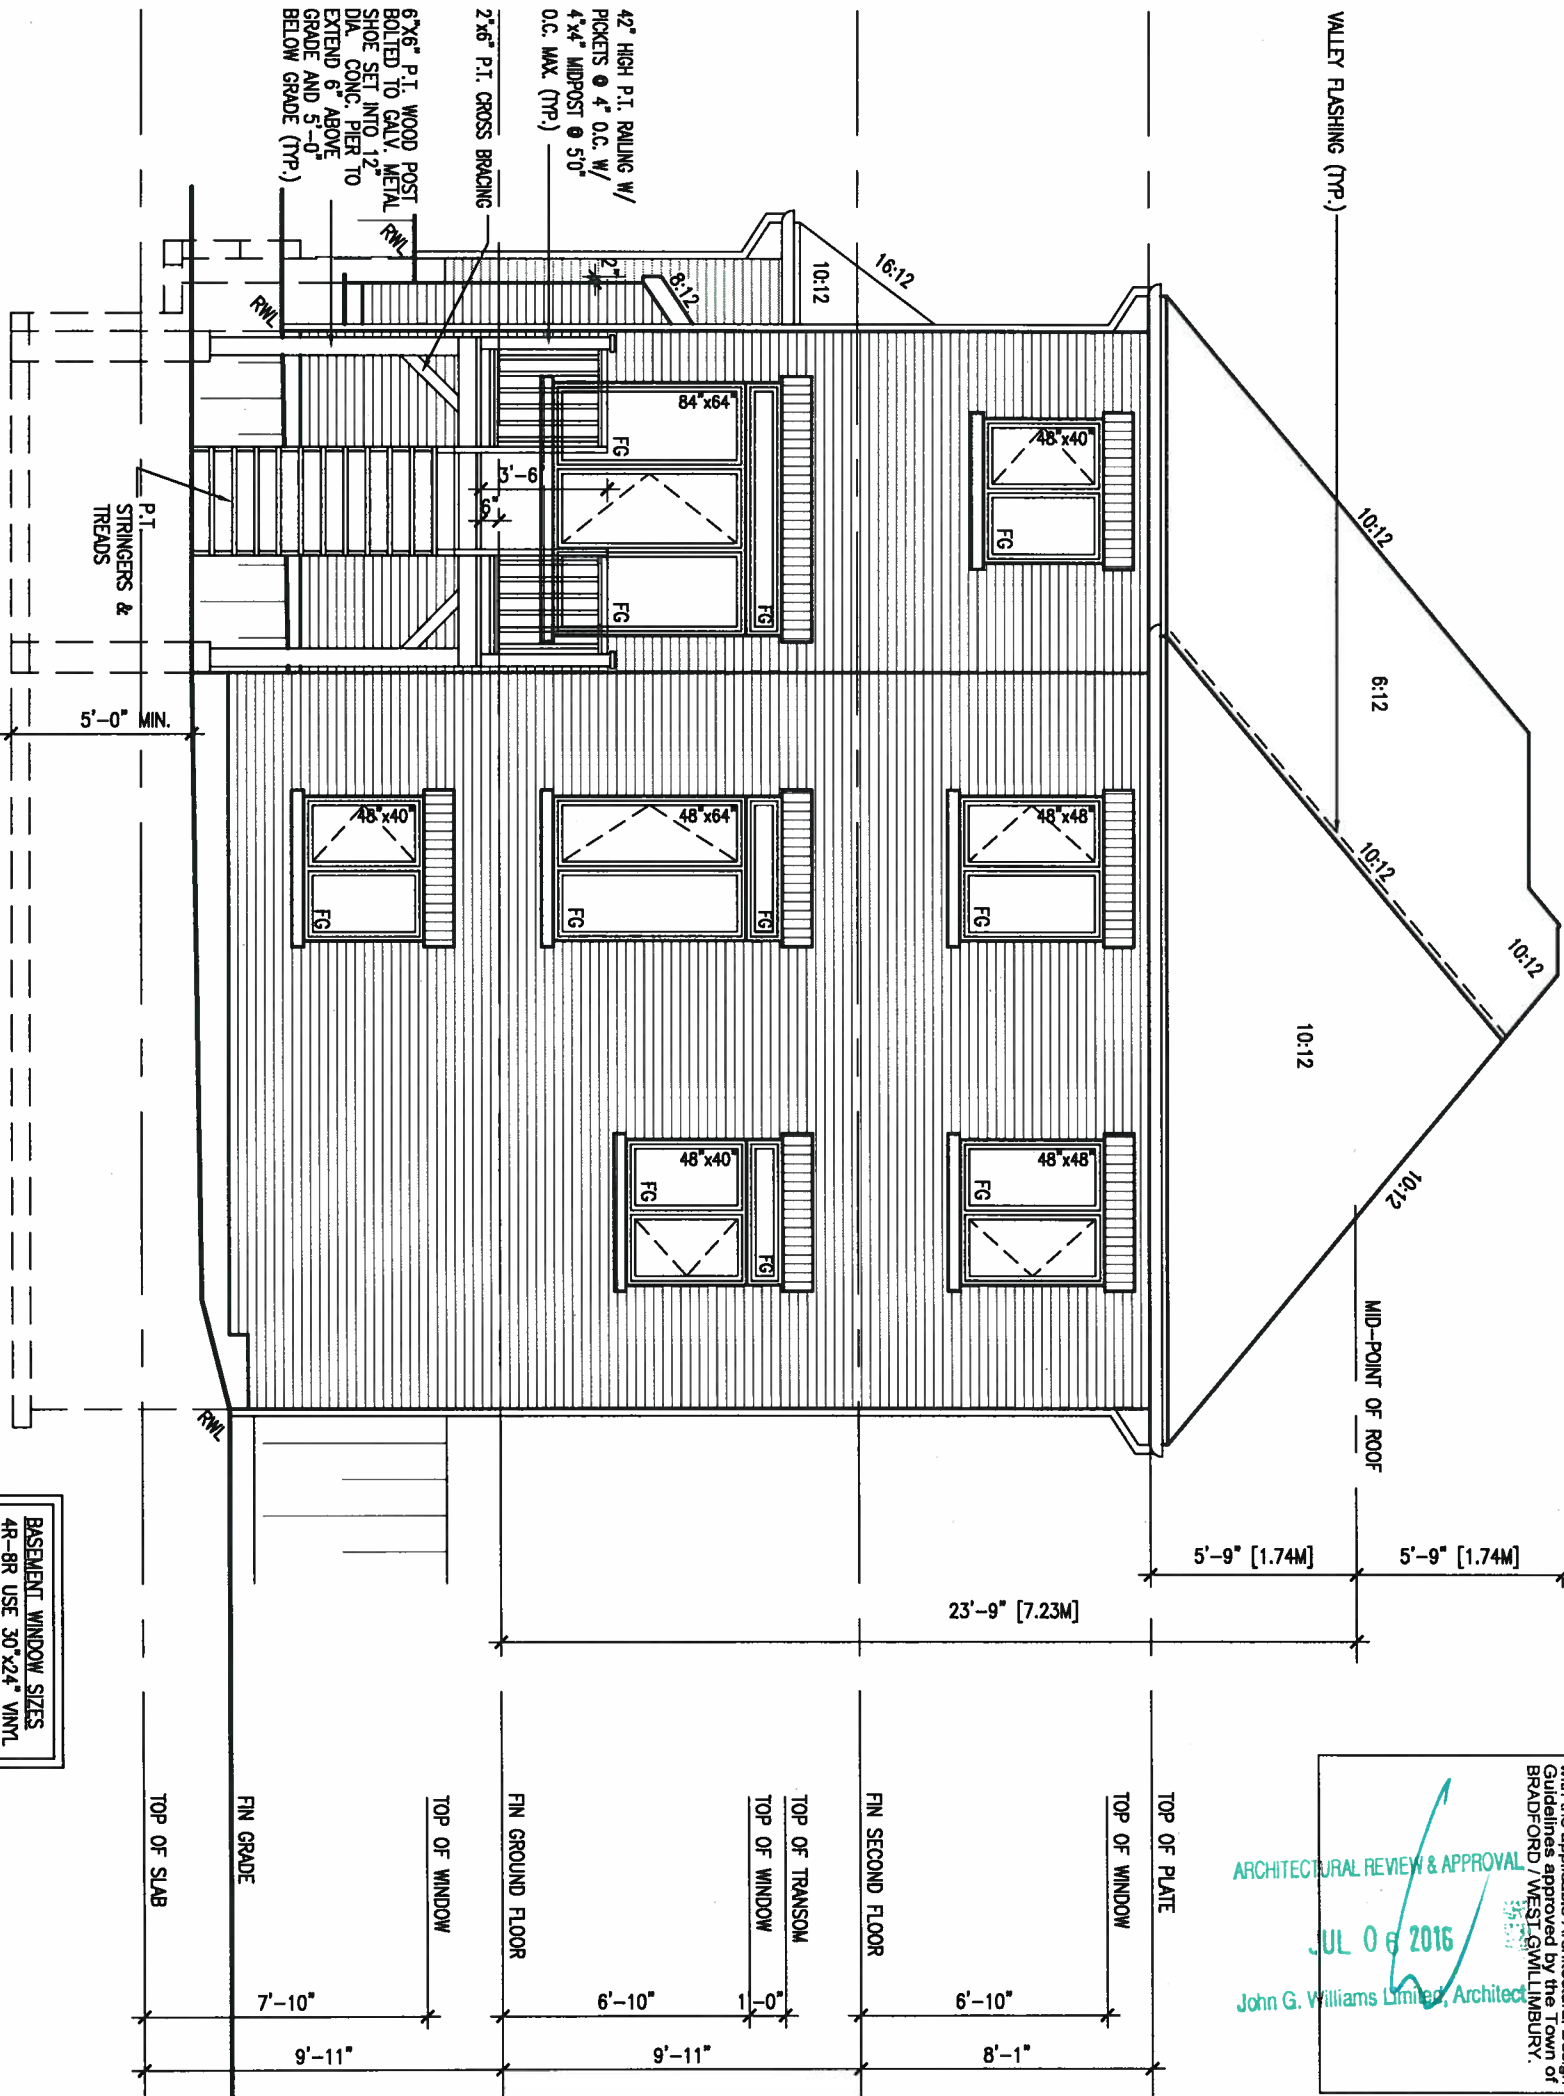 VALLEY FLASHING (TYP.)
42" HIGH P.T. RAILING W/
PICKETS @ 4" O.C. W/
4"x4" MIDPOST @ 5'0"
O.C. MAX. (TYP.)
2"x6" P.T. CROSS BRACING
6"X6" P.T. WOOD POST
BOLTED TO GALV. METAL
SHOE SET INTO 12"
DIA. CONC. PIER TO
EXTEND 6" ABOVE
GRADE AND 5'-0"
BELOW GRADE (TYP.)
RWL
RWL
2"
8:12
10:12
16:12
10:12
6:12
10:12
10:12
10:12
10:12
MID-POINT OF ROOF
48"x40"
FG
48"x48"
FG
48"x48"
FG
84"x64"
FG
FG
FG
48"x64"
FG
FG
48"x40"
FG
FG
48"x40"
FG
3'-6"
6"
P.T.
STRINGERS &
TREADS
5'-0" MIN.
RWL
BASEMENT WINDOW SIZES
4R-8R USE 30"x24" VINYL
5'-9" [1.74M]
5'-9" [1.74M]
23'-9" [7.23M]
TOP OF PLATE
TOP OF WINDOW
FIN SECOND FLOOR
TOP OF TRANSOM
TOP OF WINDOW
FIN GROUND FLOOR
TOP OF WINDOW
FIN GRADE
TOP OF SLAB
6'-10"
1'-0"
6'-10"
7'-10"
8'-1"
9'-11"
9'-11"
Guidelines approved by the Town of
BRADFORD / WEST GWILLIMBURY.
ARCHITECTURAL REVIEW & APPROVAL
JUL 06 2016
John G. Williams Limited, Architect